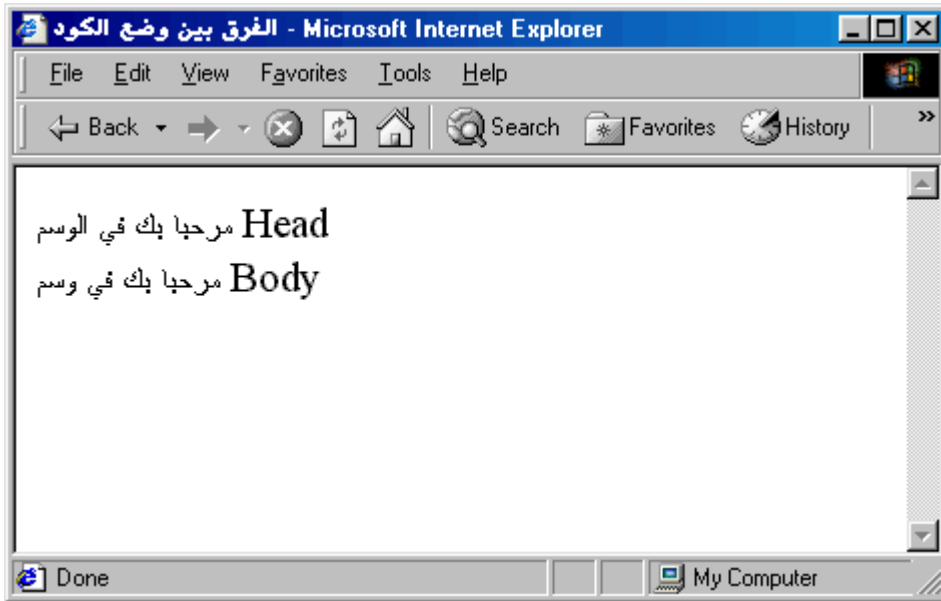 الفرق بين وضع الكود - Microsoft Internet Explorer
File Edit View Favorites Tools Help
Back Search Favorites History »
مرحبا بك في الوسم Head
مرحبا بك في وسم Body
Done My Computer